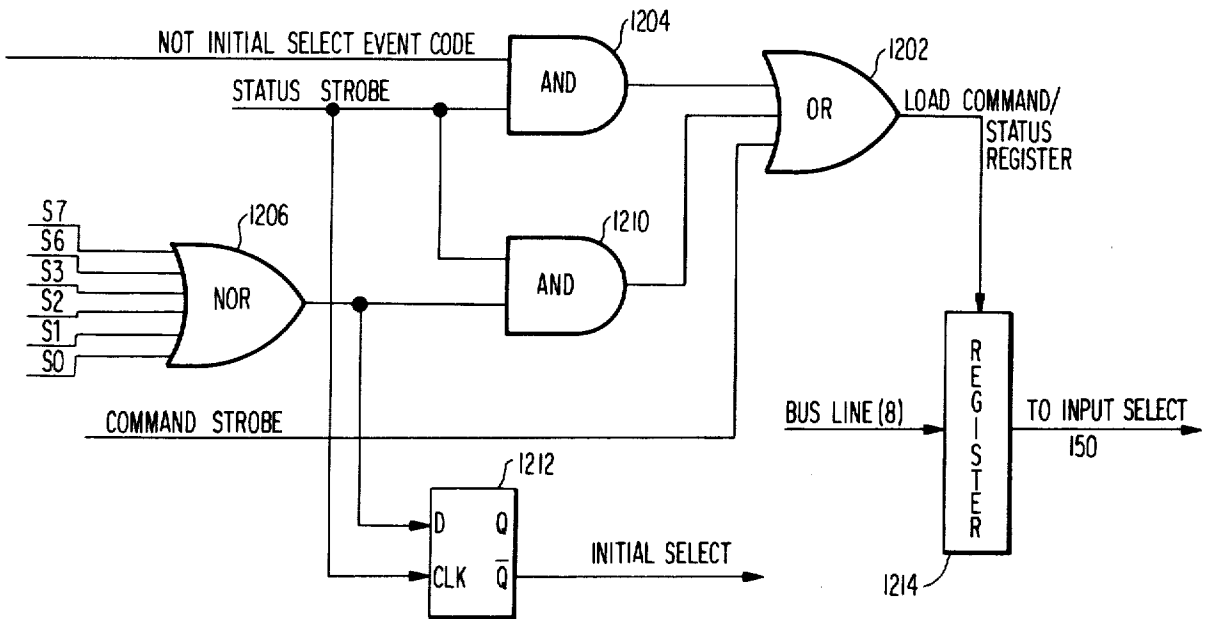 1204
NOT INITIAL SELECT EVENT CODE
AND
1202
STATUS STROBE
OR
LOAD COMMAND/
STATUS
REGISTER
S7
S6
S3
S2
S1
S0
1206
NOR
1210
AND
COMMAND STROBE
BUS LINE (8)
REGISTER
TO INPUT SELECT
150
1212
D Q
CLK Q̅
INITIAL SELECT
1214